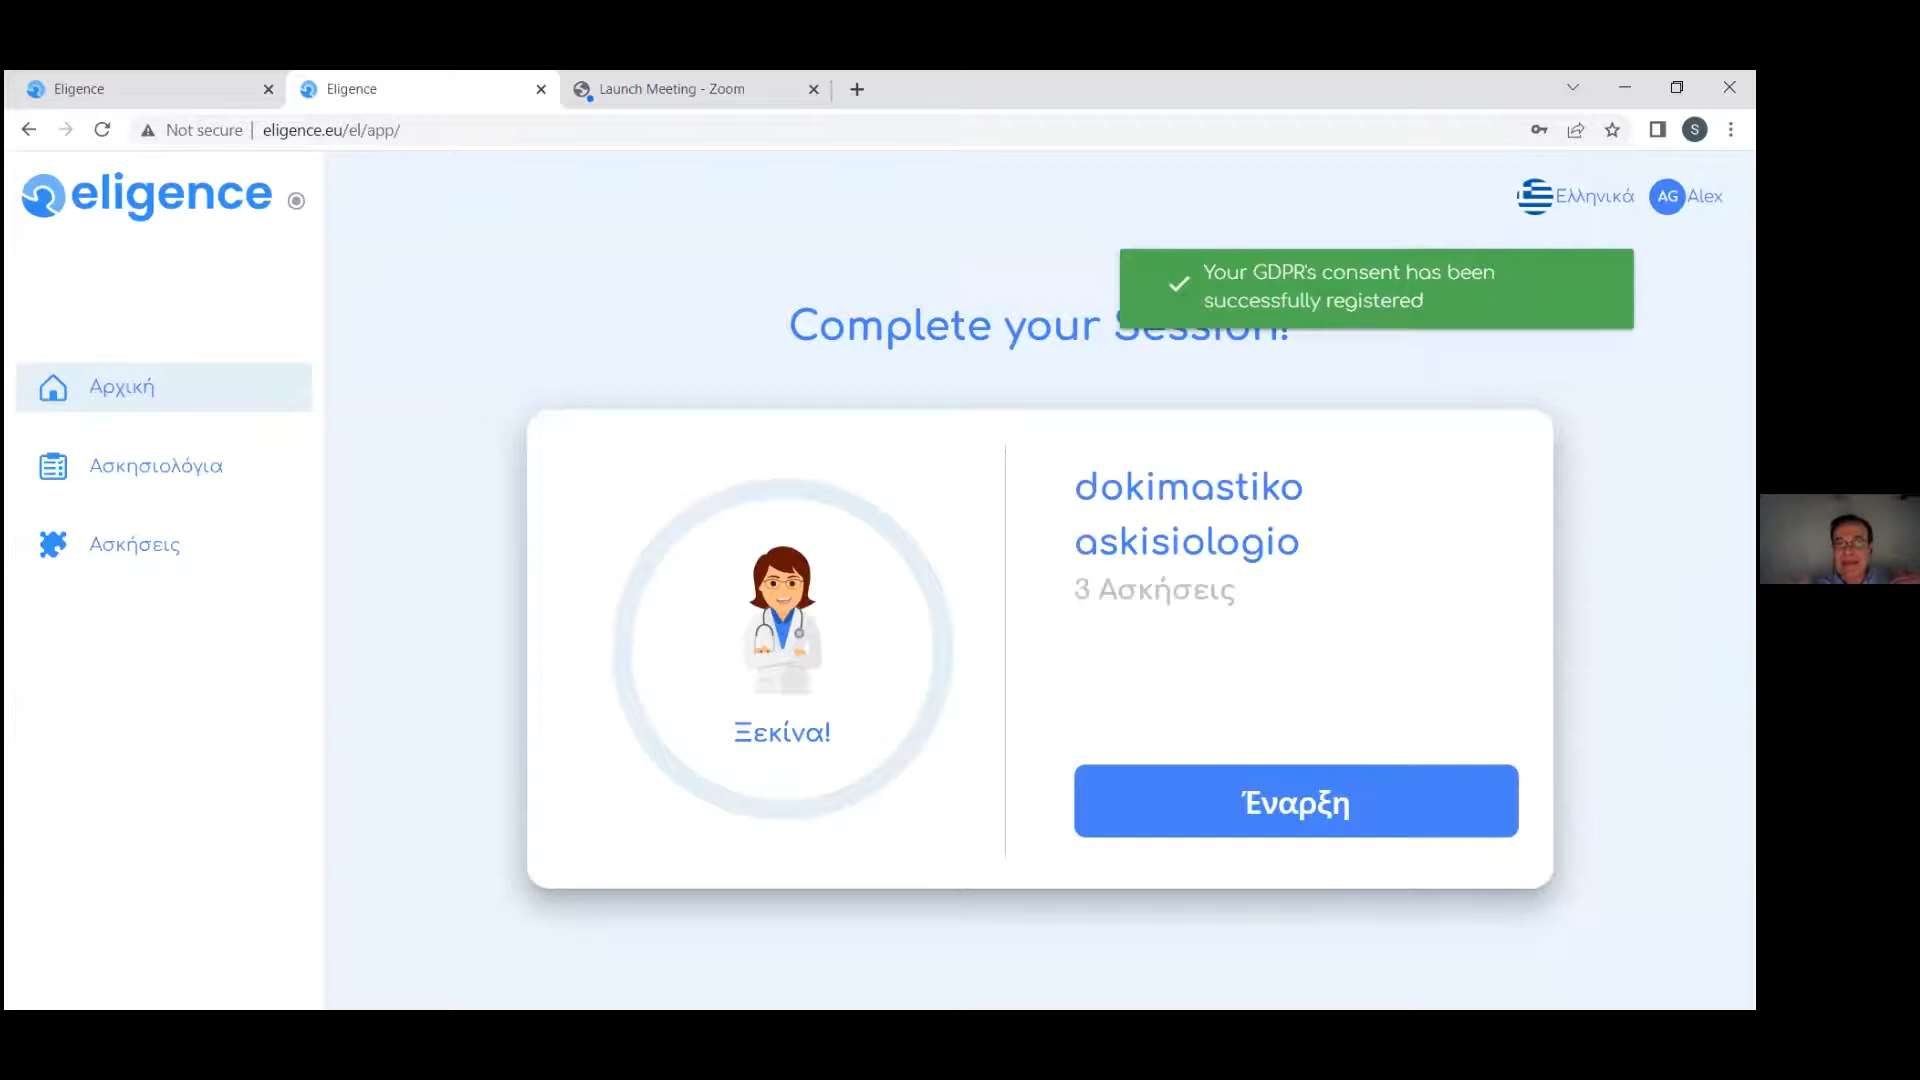 Eligence
Eligence
Launch Meeting - Zoom
Not secure
eligence.eu/el/app/
S
eligence
Ελληνικά
AG
Alex
Your GDPR's consent has been
successfully registered
Complete your Session!
Αρχική
Ασκησιολόγια
Ασκήσεις
Ξεκίνα!
dokimastiko
askisiologio
3 Ασκήσεις
Έναρξη